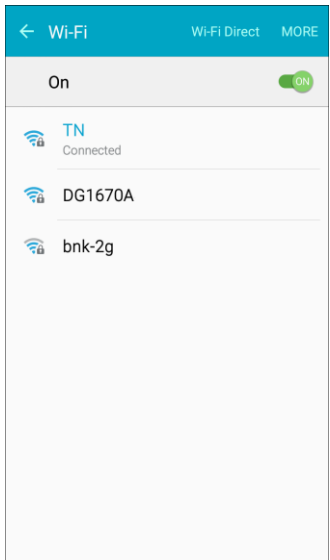 Wi-Fi Wi-Fi Direct MORE
On ON
TN
Connected
DG1670A
bnk-2g